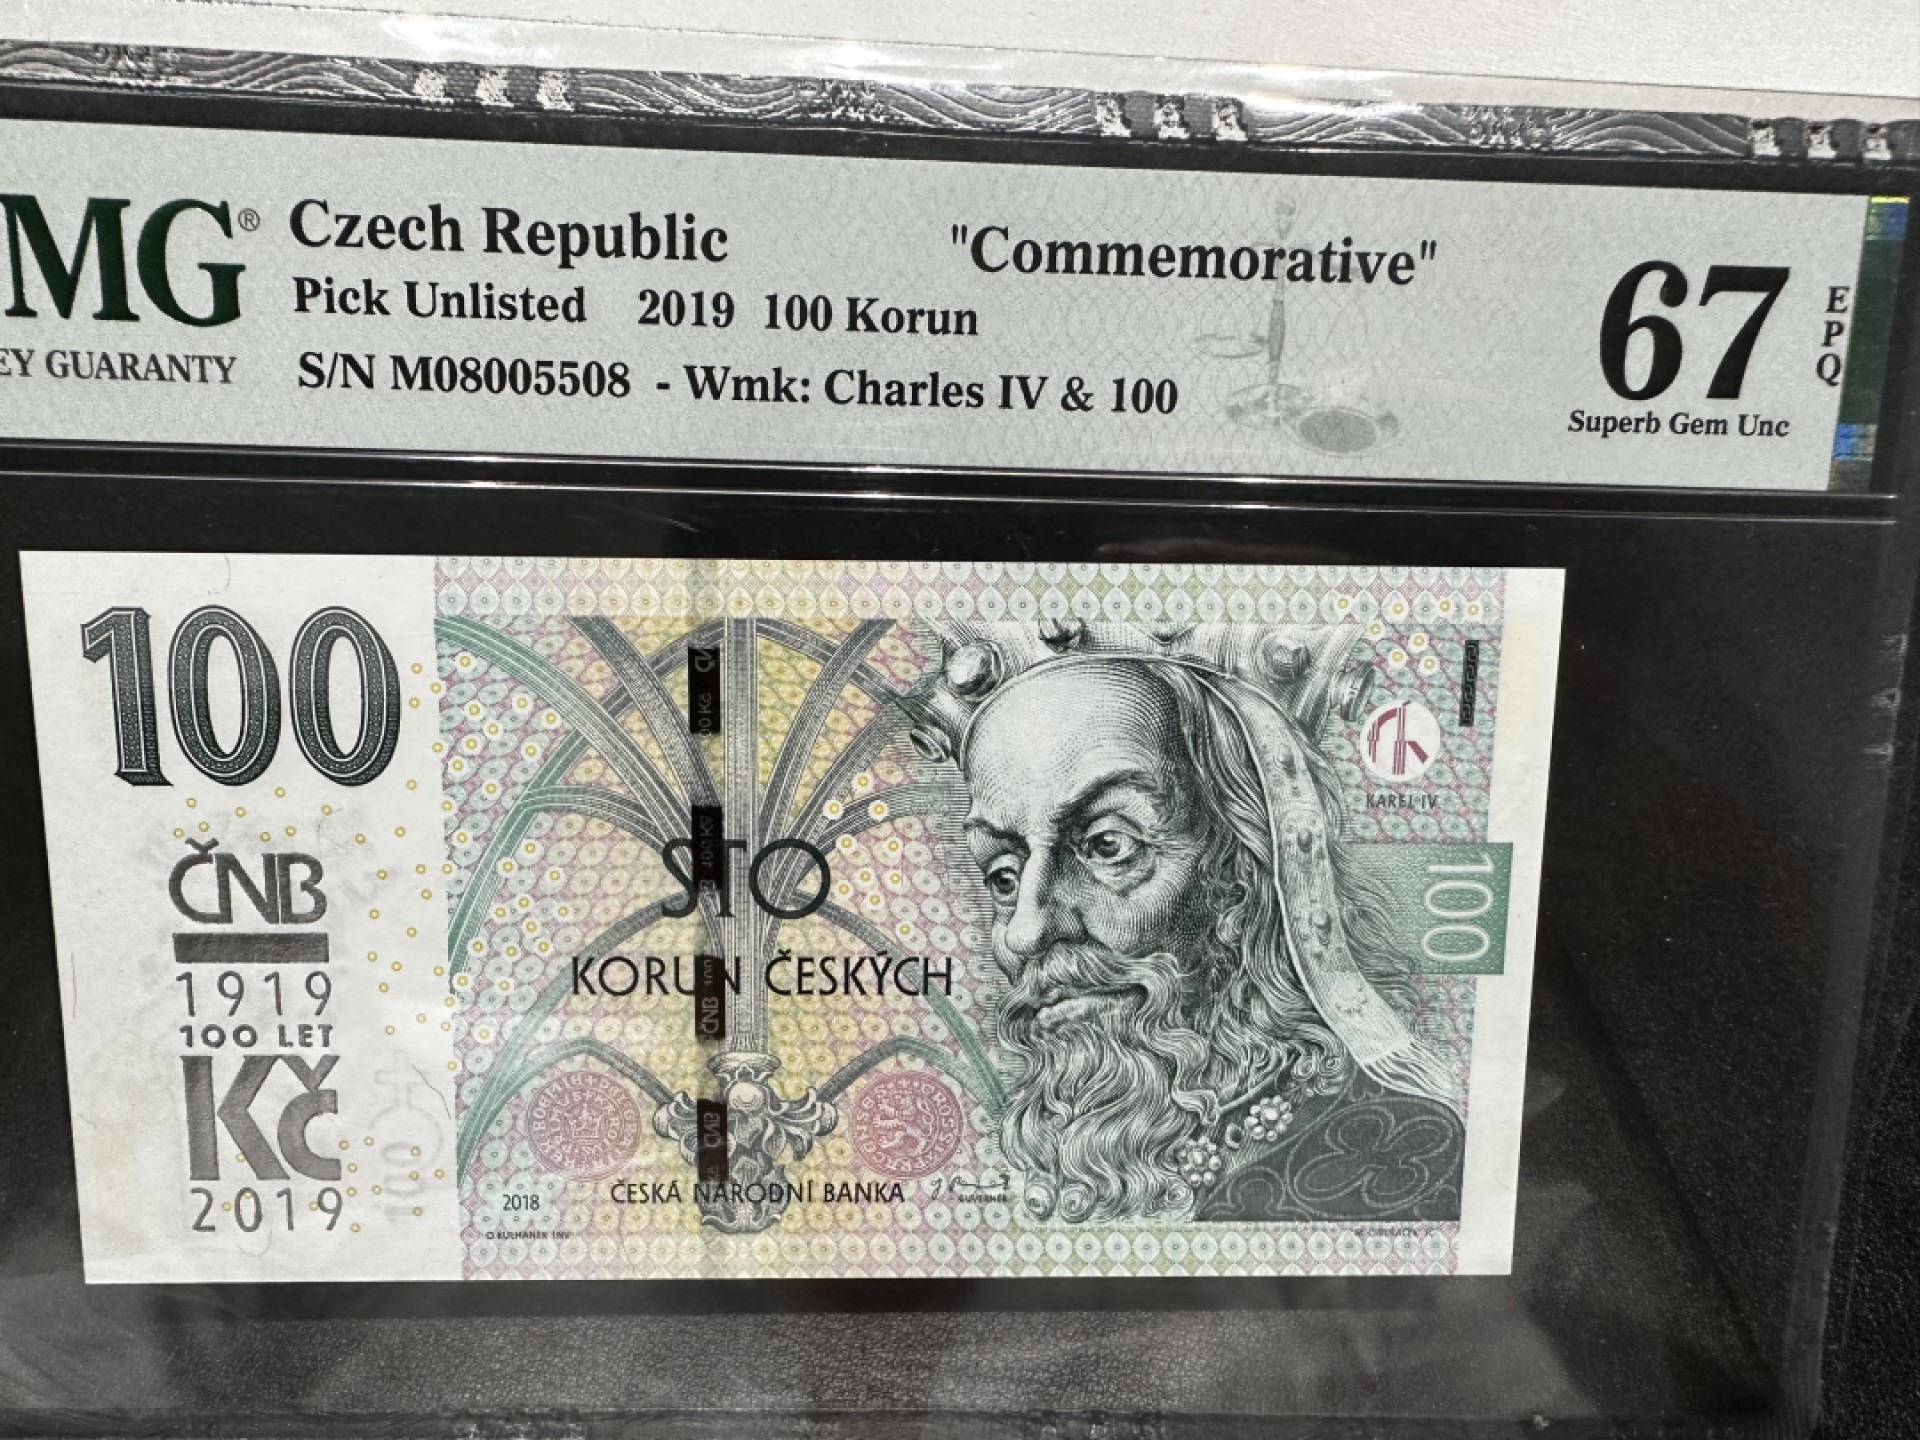 MG®
EY GUARANTY
Czech Republic "Commemorative"
Pick Unlisted 2019 100 Korun
S/N M08005508 - Wmk: Charles IV & 100
67
EPQ
Superb Gem Unc
100
ČNB
1919
100 LET
Kč
2019
STO
KORUN ČESKÝCH
KAREL IV
100
2018
ČESKÁ NÁRODNÍ BANKA
GUVERNÉR
O KULHÁNEK INV